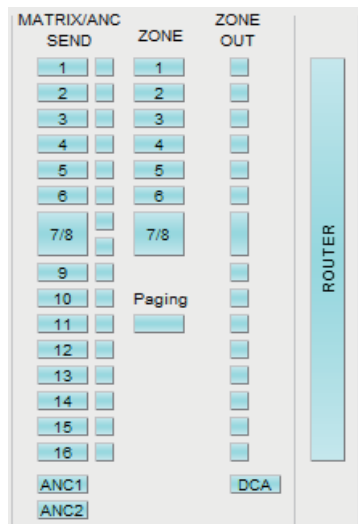 MATRIX/ANC
SEND
ZONE
ZONE
OUT
1 1
2 2
3 3
4 4
5 5
6 6
7/8 7/8
9
10 Paging
11
12
13
14
15
16
ANC1 DCA
ANC2
ROUTER